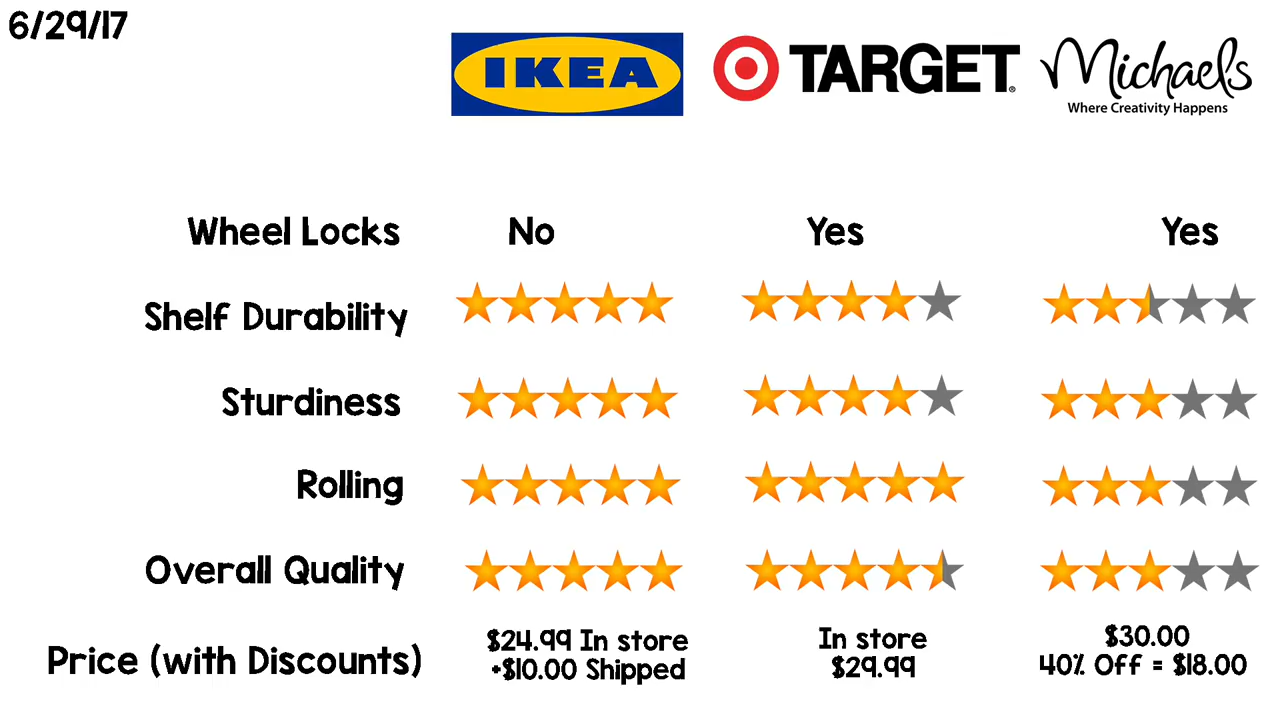 6/29/17
IKEA
TARGET®
Michaels
Where Creativity Happens
Wheel Locks No Yes Yes
Shelf Durability
Sturdiness
Rolling
Overall Quality
Price (with Discounts)
$24.99 In store
+$10.00 Shipped
In store
$29.99
$30.00
40% Off = $18.00